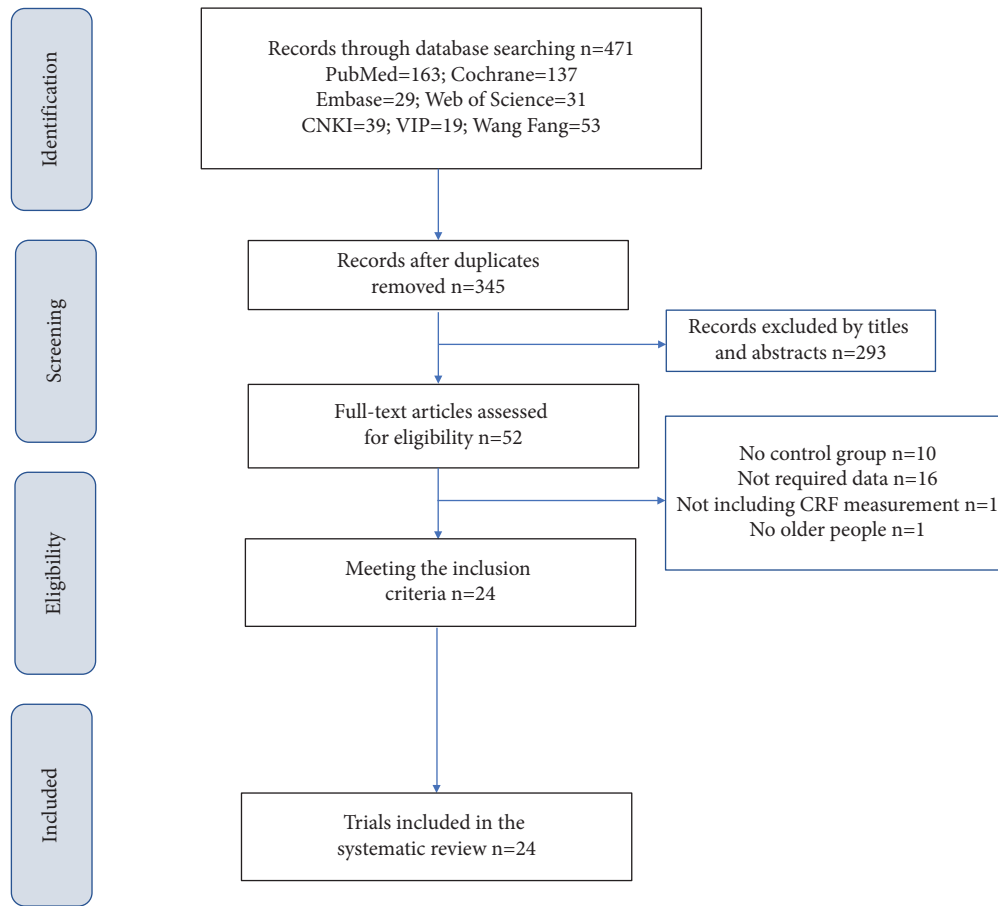 Identification
Records through database searching n=471
PubMed=163; Cochrane=137
Embase=29; Web of Science=31
CNKI=39; VIP=19; Wang Fang=53
Screening
Records after duplicates
removed n=345
Records excluded by titles
and abstracts n=293
Full-text articles assessed
for eligibility n=52
Eligibility
No control group n=10
Not required data n=16
Not including CRF measurement n=1
No older people n=1
Meeting the inclusion
criteria n=24
Included
Trials included in the
systematic review n=24